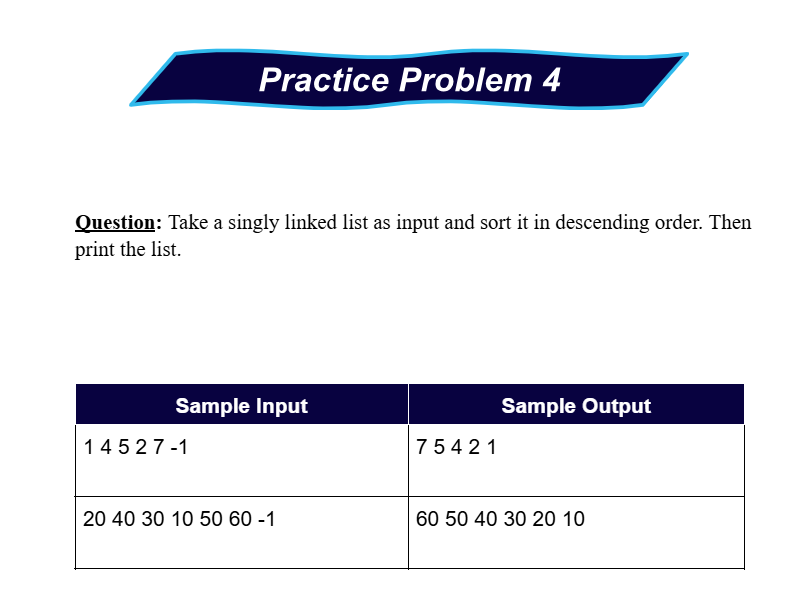 Practice Problem 4
Question: Take a singly linked list as input and sort it in descending order. Then
print the list.
Sample Input
Sample Output
1 4 5 2 7 -1
7 5 4 2 1
20 40 30 10 50 60 -1
60 50 40 30 20 10